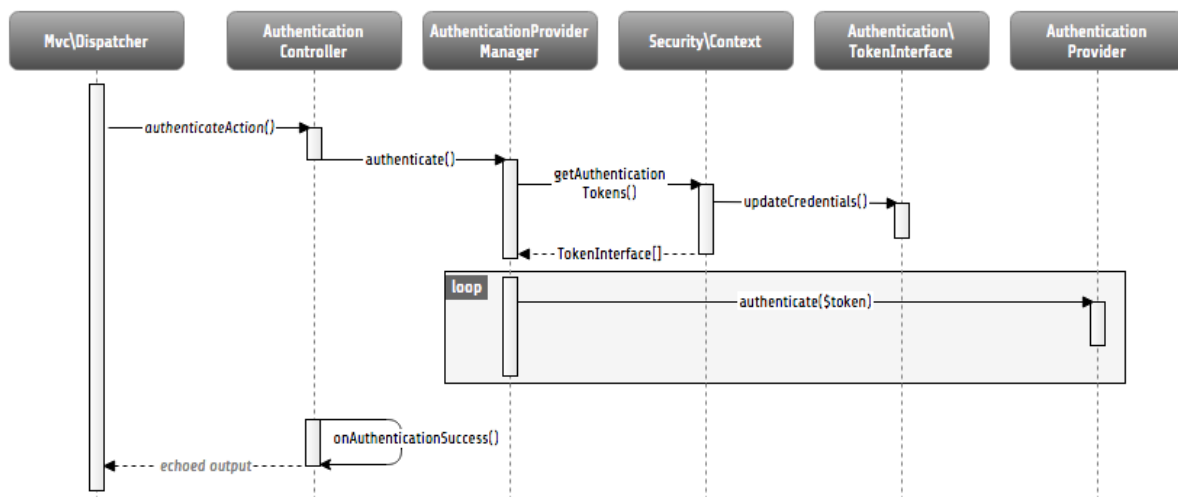 Mvc\Dispatcher
Authentication
Controller
AuthenticationProvider
Manager
Security\Context
Authentication\
TokenInterface
Authentication
Provider
authenticateAction()
authenticate()
getAuthentication
Tokens()
updateCredentials()
TokenInterface[]
loop
authenticate($token)
onAuthenticationSuccess()
echoed output